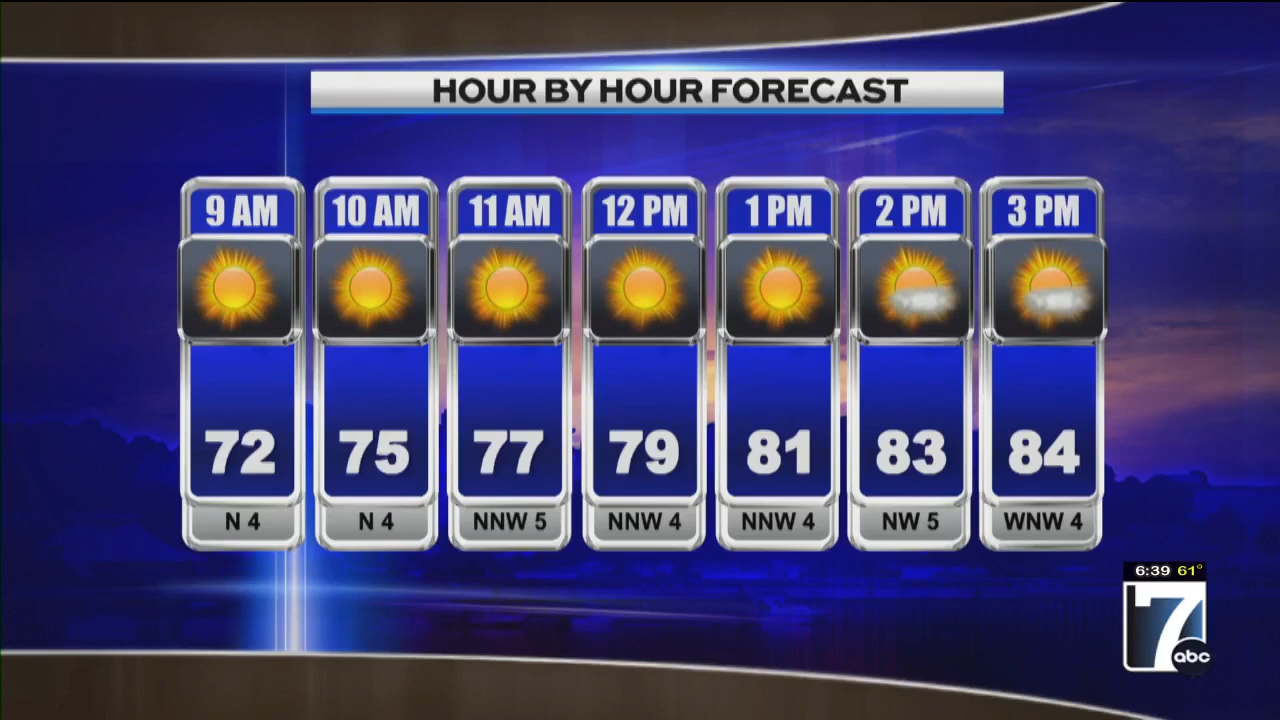 HOUR BY HOUR FORECAST
9 AM 10 AM 11 AM 12 PM 1 PM 2 PM 3 PM
72 75 77 79 81 83 84
N 4 N 4 NNW 5 NNW 4 NNW 4 NW 5 WNW 4
6:39 61°
7
abc